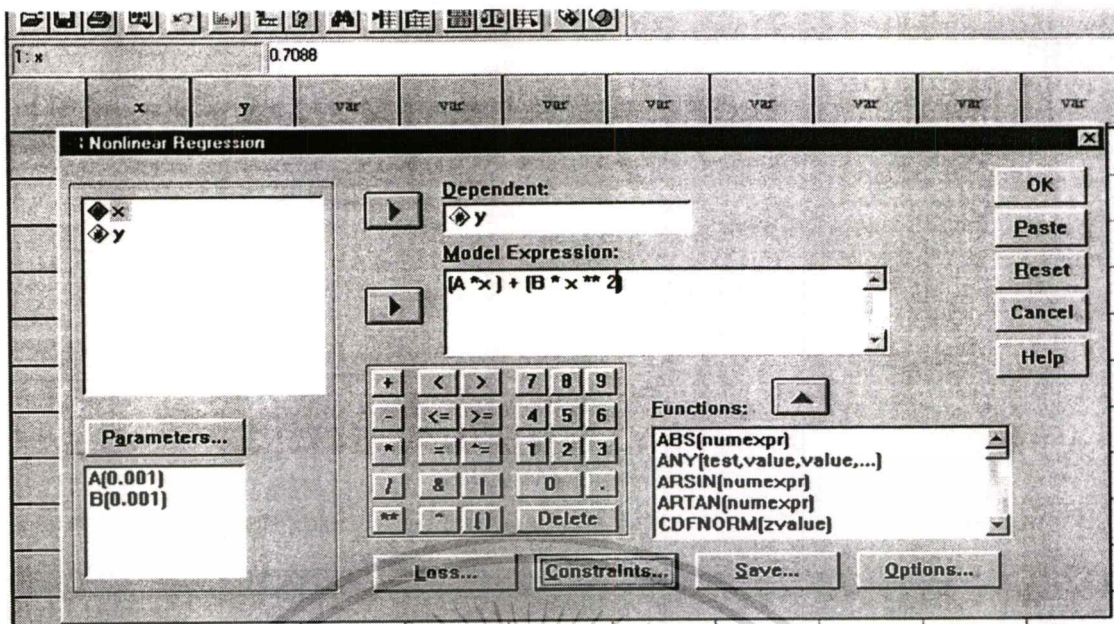 1 : x 0.7088
x y var var var var var var var var
Nonlinear Regression
x
y
Dependent:
y
Model Expression:
(A *x ) + (B * x ** 2)
OK
Paste
Reset
Cancel
Help
Parameters...
A(0.001)
B(0.001)
+ < > 7 8 9
- <= >= 4 5 6
* = ~= 1 2 3
/ & | 0 .
** ~ () Delete
Functions:
ABS(numexpr)
ANY(test,value,value,...)
ARSIN(numexpr)
ARTAN(numexpr)
CDFNORM(zvalue)
Loss... Constraints... Save... Options...